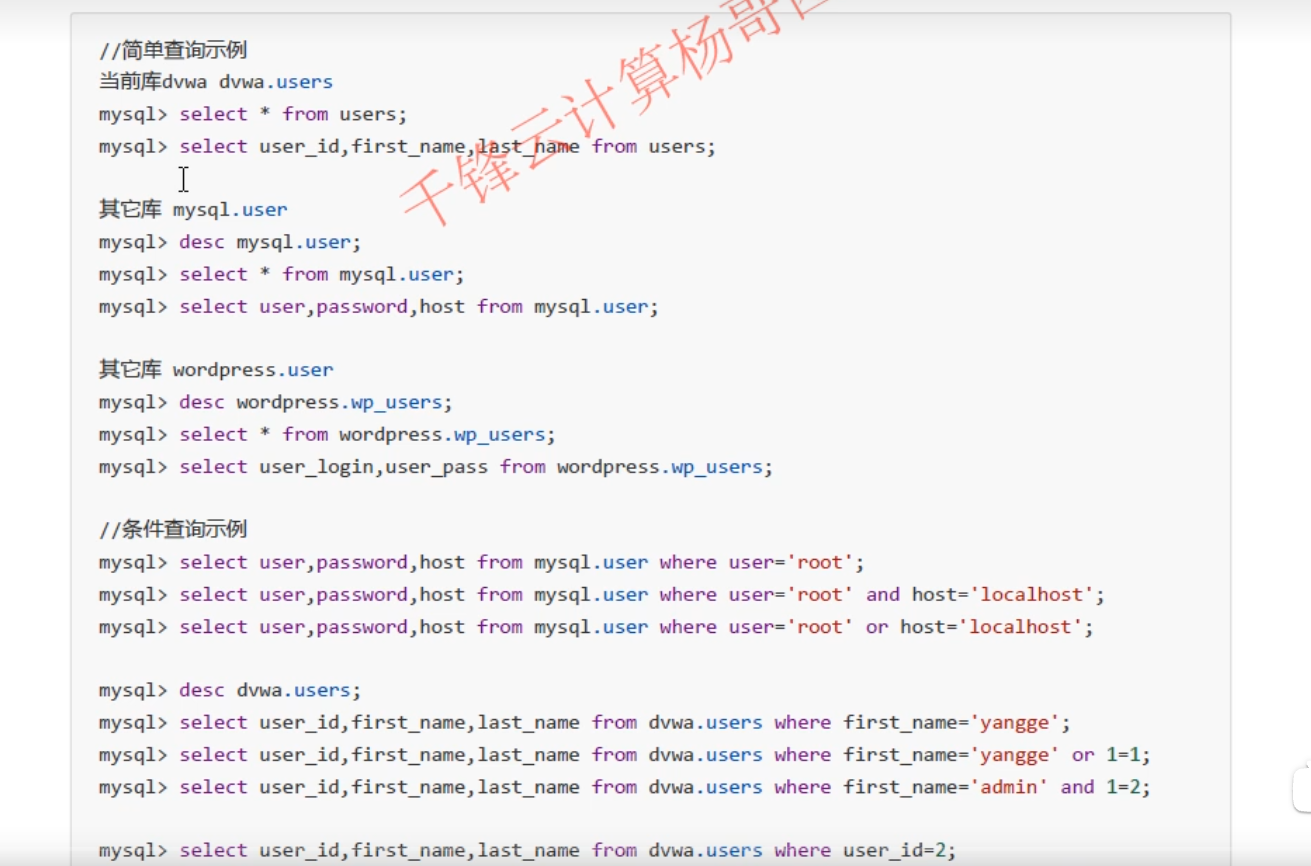 //简单查询示例
当前库dvwa dvwa.users
mysql> select * from users;
mysql> select user_id,first_name,last_name from users;
其它库 mysql.user
mysql> desc mysql.user;
mysql> select * from mysql.user;
mysql> select user,password,host from mysql.user;
其它库 wordpress.user
mysql> desc wordpress.wp_users;
mysql> select * from wordpress.wp_users;
mysql> select user_login,user_pass from wordpress.wp_users;
//条件查询示例
mysql> select user,password,host from mysql.user where user='root';
mysql> select user,password,host from mysql.user where user='root' and host='localhost';
mysql> select user,password,host from mysql.user where user='root' or host='localhost';
mysql> desc dvwa.users;
mysql> select user_id,first_name,last_name from dvwa.users where first_name='yangge';
mysql> select user_id,first_name,last_name from dvwa.users where first_name='yangge' or 1=1;
mysql> select user_id,first_name,last_name from dvwa.users where first_name='admin' and 1=2;
mysql> select user_id,first_name,last_name from dvwa.users where user_id=2;
千锋云计算杨哥